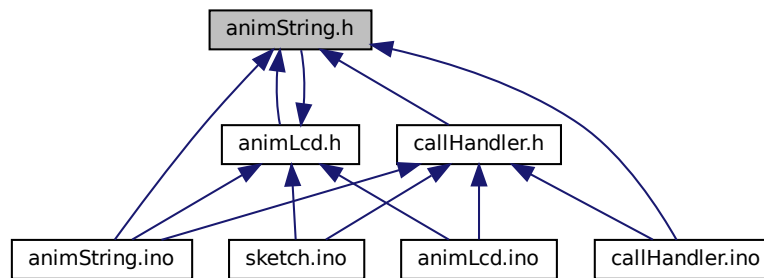 animString.h
animLcd.h
callHandler.h
animString.ino
sketch.ino
animLcd.ino
callHandler.ino